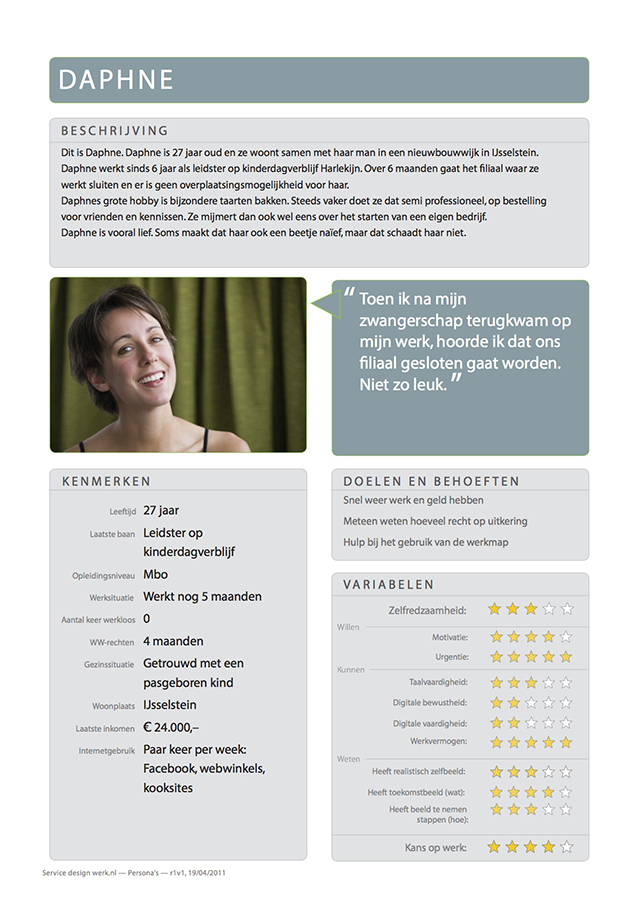 DAPHNE
BESCHRIJVING
Dit is Daphne. Daphne is 27 jaar oud en ze woont samen met haar man in een nieuwbouwwijk in IJsselstein.
Daphne werkt sinds 6 jaar als leidster op kinderdagverblijf Harlekijn. Over 6 maanden gaat het filiaal waar ze
werkt sluiten en er is geen overplaatsingsmogelijkheid voor haar.
Daphnes grote hobby is bijzondere taarten bakken. Steeds vaker doet ze dat semi professioneel, op bestelling
voor vrienden en kennissen. Ze mijmert dan ook wel eens over het starten van een eigen bedrijf.
Daphne is vooral lief. Soms maakt dat haar ook een beetje naïef, maar dat schaadt haar niet.
“ Toen ik na mijn
zwangerschap terugkwam op
mijn werk, hoorde ik dat ons
filiaal gesloten gaat worden.
Niet zo leuk. ”
KENMERKEN
Leeftijd 27 jaar
Laatste baan Leidster op
kinderdagverblijf
Opleidingsniveau Mbo
Werksituatie Werkt nog 5 maanden
Aantal keer werkloos 0
WW-rechten 4 maanden
Gezinssituatie Getrouwd met een
pasgeboren kind
Woonplaats IJsselstein
Laatste inkomen € 24.000,–
Internetgebruik Paar keer per week:
Facebook, webwinkels,
kooksites
DOELEN EN BEHOEFTEN
Snel weer werk en geld hebben
Meteen weten hoeveel recht op uitkering
Hulp bij het gebruik van de werkmap
VARIABELEN
Zelfredzaamheid:
Willen
Motivatie:
Urgentie:
Kunnen
Taalvaardigheid:
Digitale bewustheid:
Digitale vaardigheid:
Werkvermogen:
Weten
Heeft realistisch zelfbeeld:
Heeft toekomstbeeld (wat):
Heeft beeld te nemen
stappen (hoe):
Kans op werk:
Service design werk.nl — Persona's — r1v1, 19/04/2011